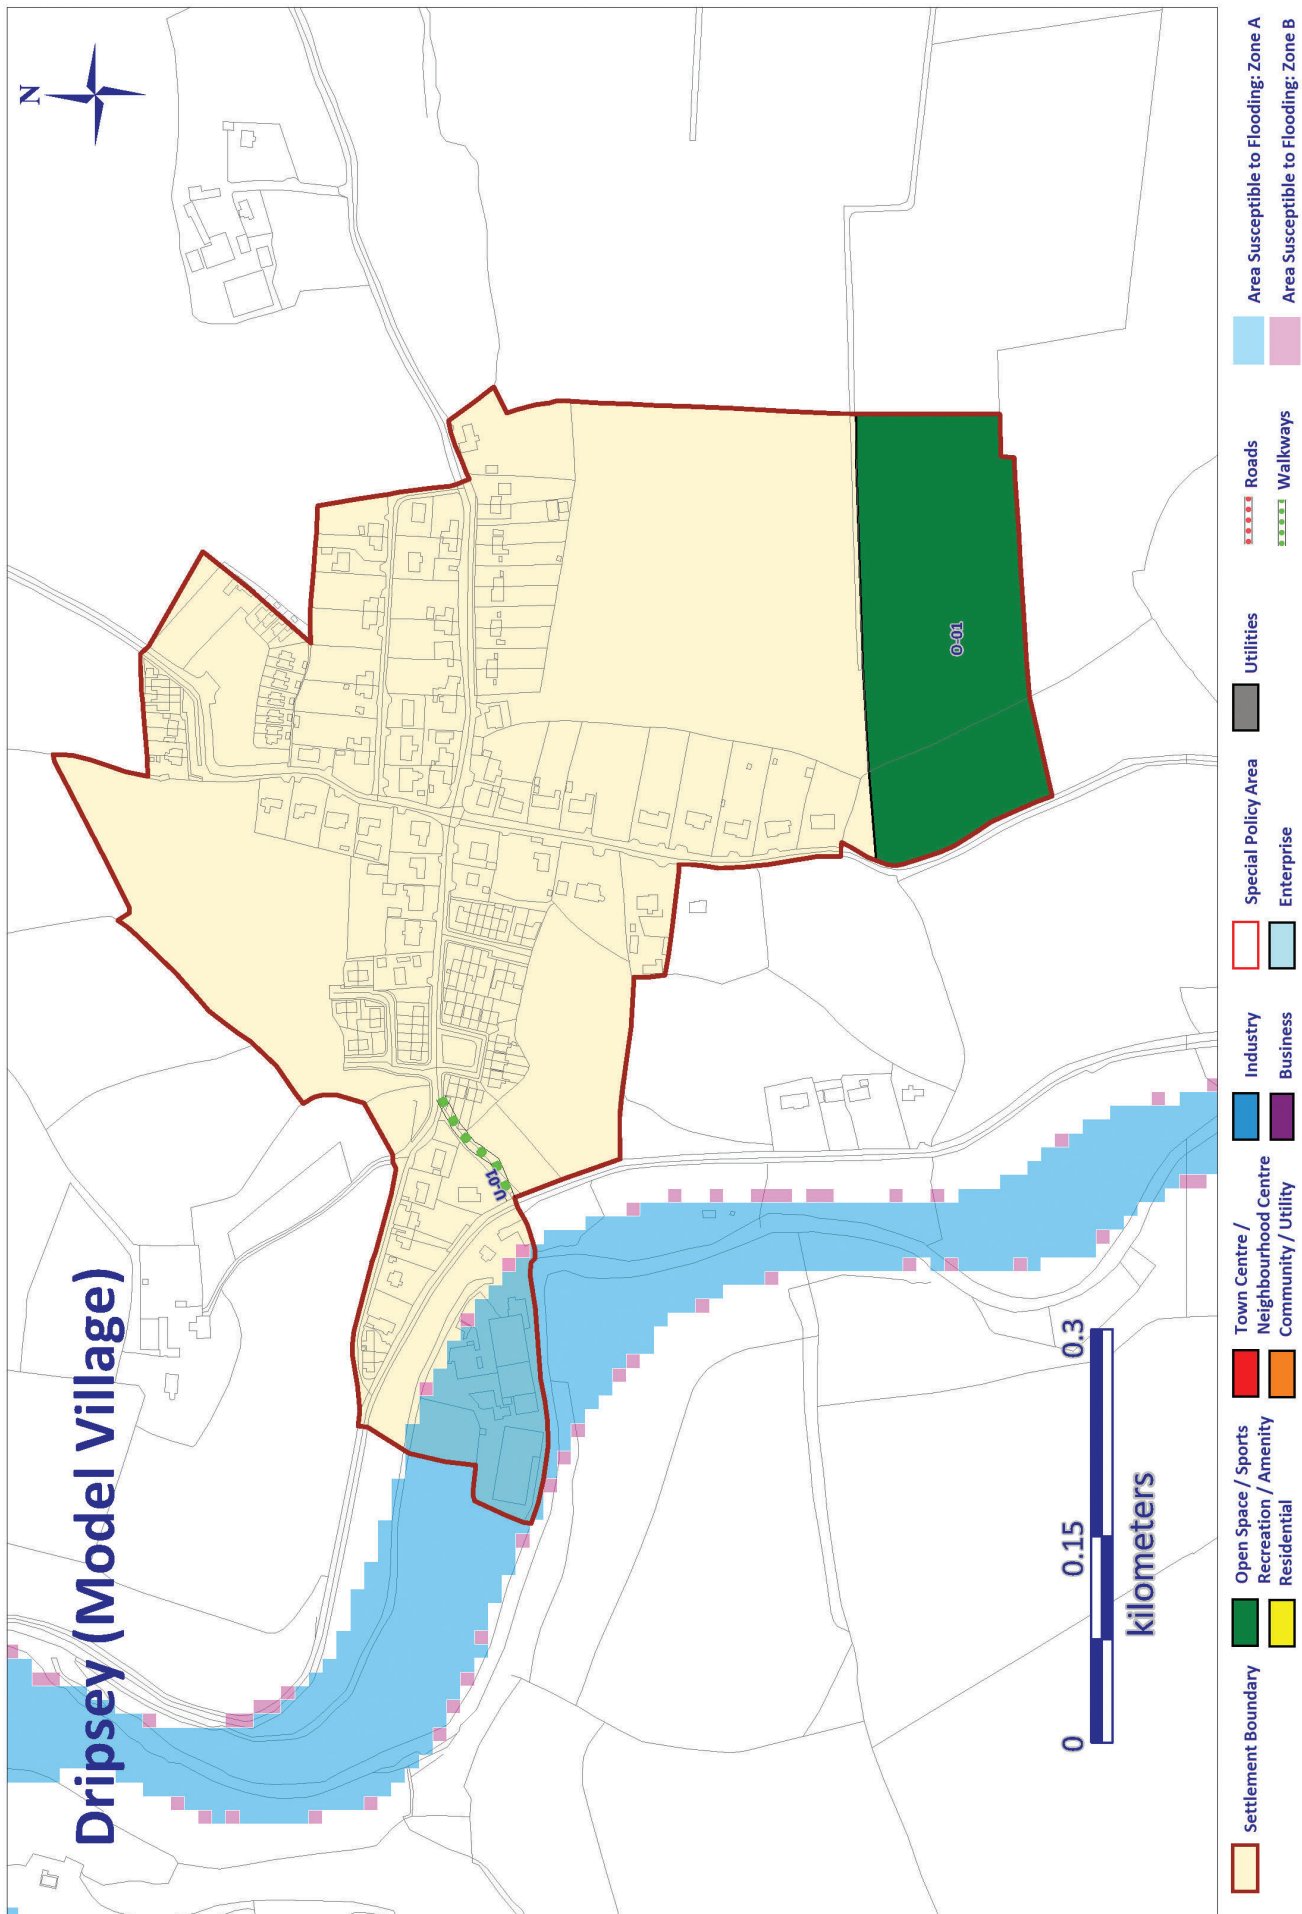 Dripsey (Model Village)
N
U-01
O-01
0 0.15 0.3
kilometers
Settlement Boundary
Open Space / Sports
Recreation / Amenity
Residential
Town Centre /
Neighbourhood Centre
Community / Utility
Industry
Business
Special Policy Area
Enterprise
Utilities
Roads
Walkways
Area Susceptible to Flooding: Zone A
Area Susceptible to Flooding: Zone B